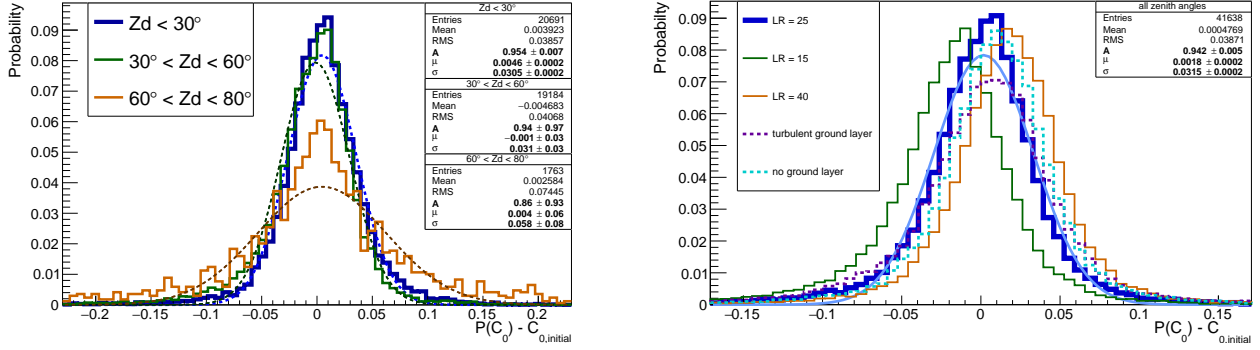 Probability
0.09
0.08
0.07
0.06
0.05
0.04
0.03
0.02
0.01
0
Zd < 30°
30° < Zd < 60°
60° < Zd < 80°
Zd < 30°
Entries 20691
Mean 0.003923
RMS 0.03857
A 0.954 ± 0.007
μ 0.0046 ± 0.0002
σ 0.0305 ± 0.0002
30° < Zd < 60°
Entries 19184
Mean −0.004683
RMS 0.04068
A 0.94 ± 0.97
μ −0.001 ± 0.03
σ 0.031 ± 0.03
60° < Zd < 80°
Entries 1763
Mean 0.002584
RMS 0.07445
A 0.86 ± 0.93
μ 0.004 ± 0.06
σ 0.058 ± 0.08
−0.2 −0.15 −0.1 −0.05 0 0.05 0.1 0.15 0.2
P(C0) - C0,initial
Probability
0.09
0.08
0.07
0.06
0.05
0.04
0.03
0.02
0.01
0
LR = 25
LR = 15
LR = 40
turbulent ground layer
no ground layer
all zenith angles
Entries 41638
Mean 0.0004769
RMS 0.03871
A 0.942 ± 0.005
μ 0.0018 ± 0.0002
σ 0.0315 ± 0.0002
−0.15 −0.1 −0.05 0 0.05 0.1 0.15
P(C0) - C0,initial